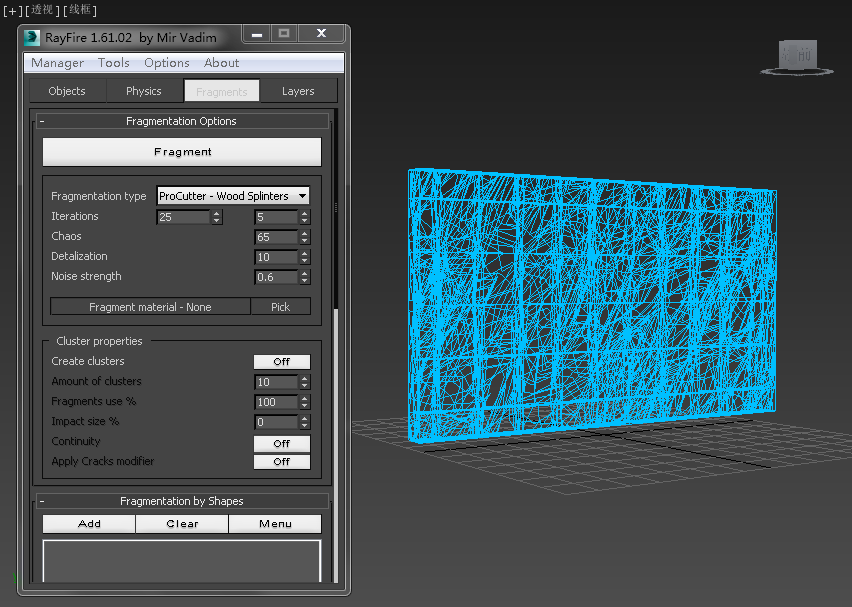 [+][透视][线框]
RayFire 1.61.02 by Mir Vadim
Manager Tools Options About
Objects Physics Fragments Layers
- Fragmentation Options
Fragment
Fragmentation type ProCutter - Wood Splinters
Iterations 25 5
Chaos 65
Detalization 10
Noise strength 0.6
Fragment material - None Pick
Cluster properties
Create clusters Off
Amount of clusters 10
Fragments use % 100
Impact size % 0
Continuity Off
Apply Cracks modifier Off
- Fragmentation by Shapes
Add Clear Menu